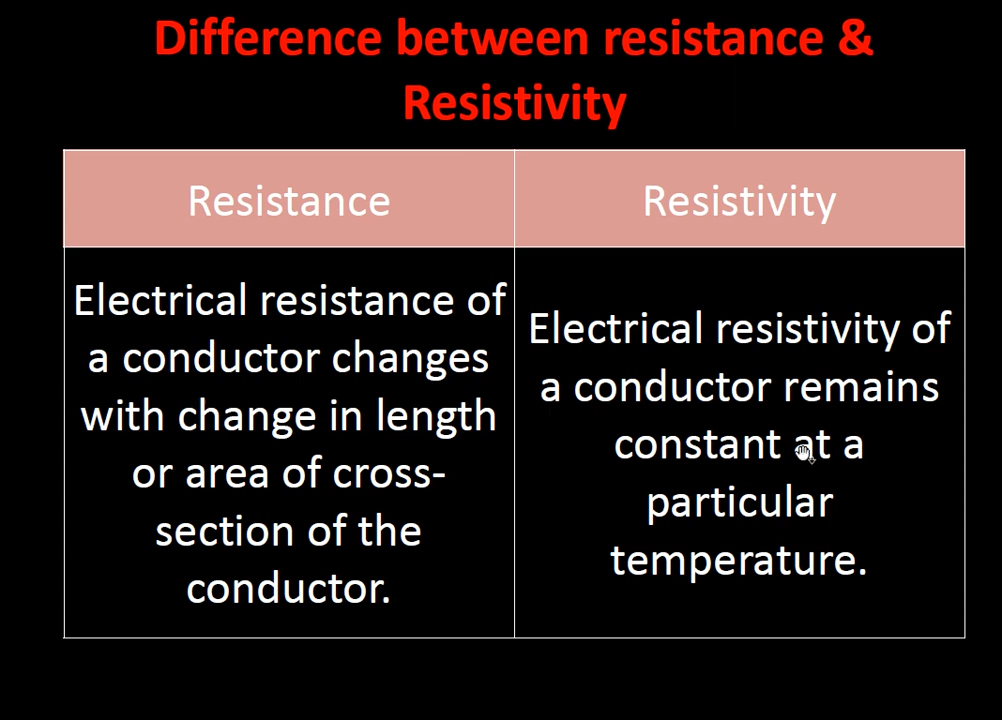 Difference between resistance &
Resistivity
Resistance
Resistivity
Electrical resistance of
a conductor changes
with change in length
or area of cross-
section of the
conductor.
Electrical resistivity of
a conductor remains
constant at a
particular
temperature.